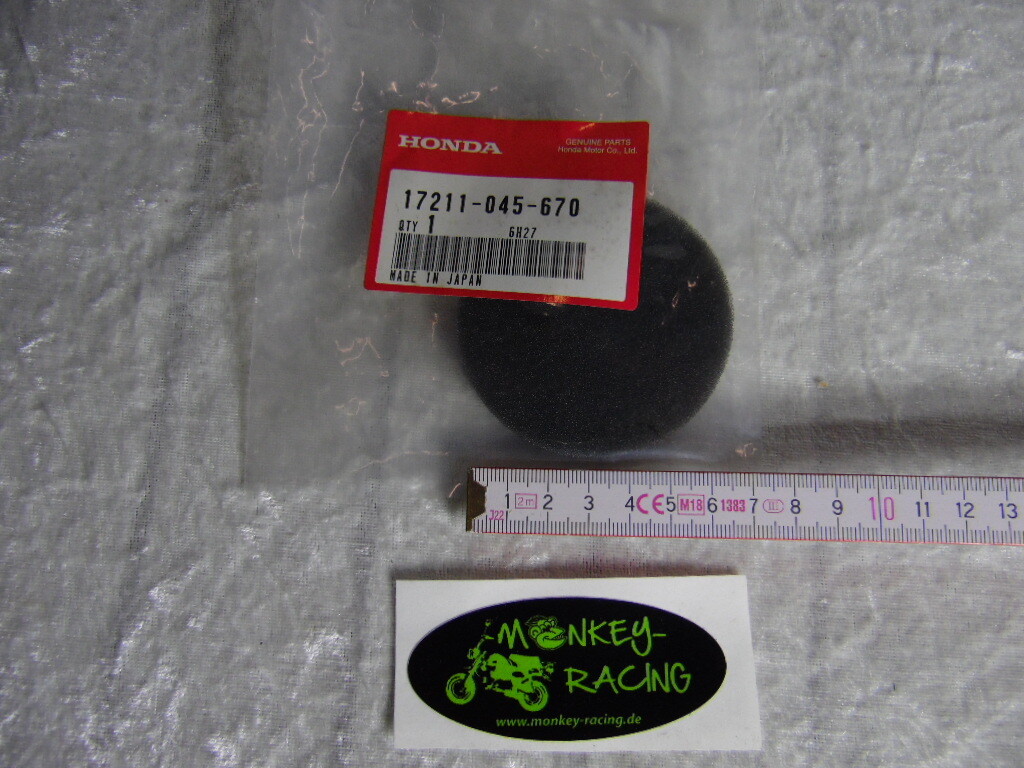 HONDA
GENUINE PARTS
Honda Motor Co., Ltd.
17211-045-670
QTY 1 6H27
MADE IN JAPAN
J22 1 2m 2 3 4 CE 5 M18 6 1383 7 III 8 9 10 11 12 13
MONKEY-
RACING
www.monkey-racing.de